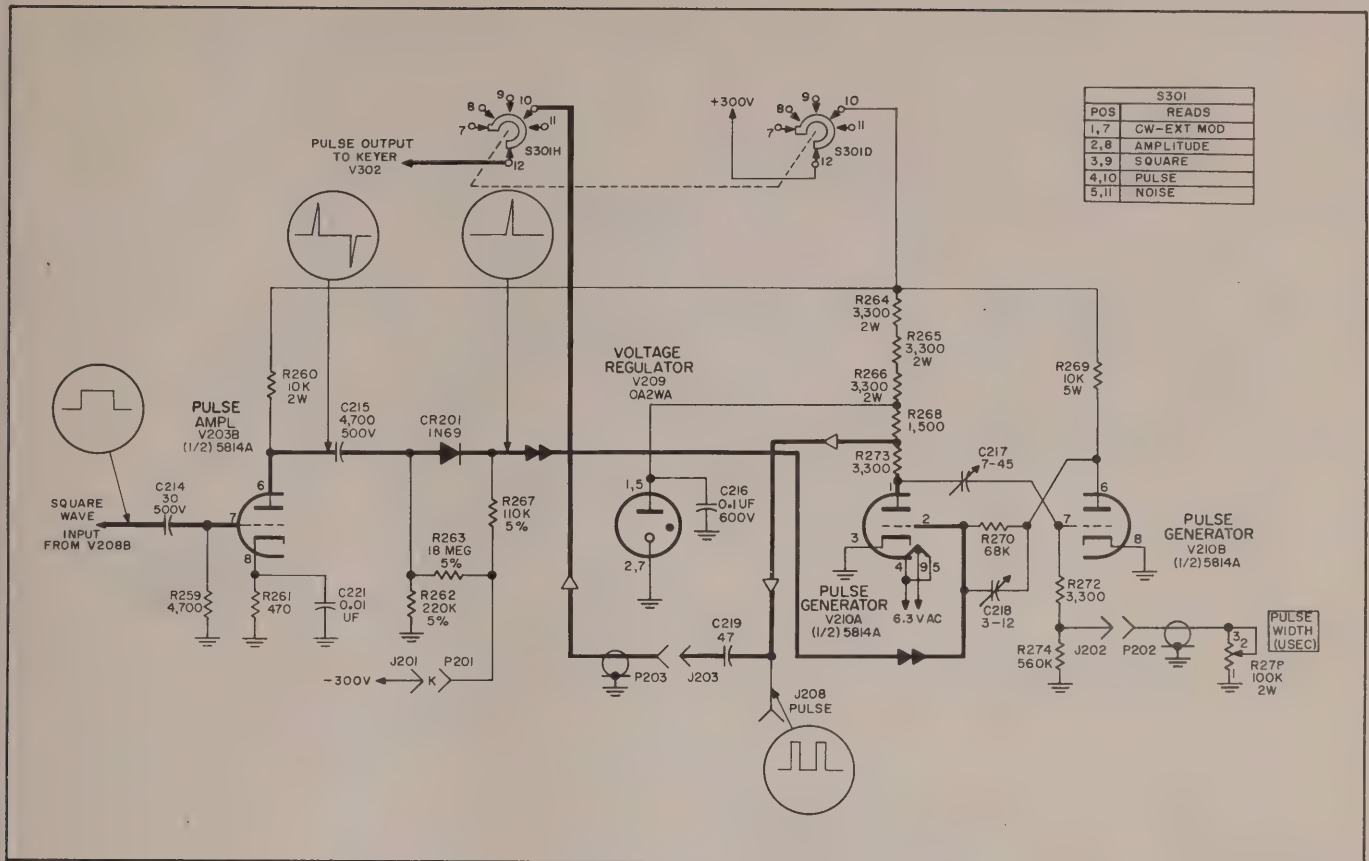 9 10
8
7 11
12
S301H
PULSE OUTPUT
TO KEYER
V302
+300V
9 10
8
7 11
12
S301D
S301
POS READS
1,7 CW-EXT MOD
2,8 AMPLITUDE
3,9 SQUARE
4,10 PULSE
5,11 NOISE
R264
3,300
2W
R265
3,300
2W
R266
3,300
2W
R268
1,500
R273
3,300
R269
10K
5W
R260
10K
2W
PULSE
AMPL
V203B
(1/2) 5814A
C215
4,700
500V
CR201
1N69
VOLTAGE
REGULATOR
V209
OA2WA
C217
7-45
C214
30
500V
SQUARE
WAVE
INPUT
FROM V208B
6
7
8
R259
4,700
R261
470
C221
0.01
UF
R263
18 MEG
5%
R262
220K
5%
R267
110K
5%
1,5
2,7
C216
0.1UF
600V
1
2
3
4 9 5
6.3 VAC
PULSE
GENERATOR
V210A
(1/2) 5814A
R270
68K
C218
3-12
6
7
8
PULSE
GENERATOR
V210B
(1/2) 5814A
R272
3,300
R274
560K
J202 P202
PULSE
WIDTH
(USEC)
3
2
1
100K
2W
J201 P201
-300V
K
P203 J203
C219
47
J208
PULSE